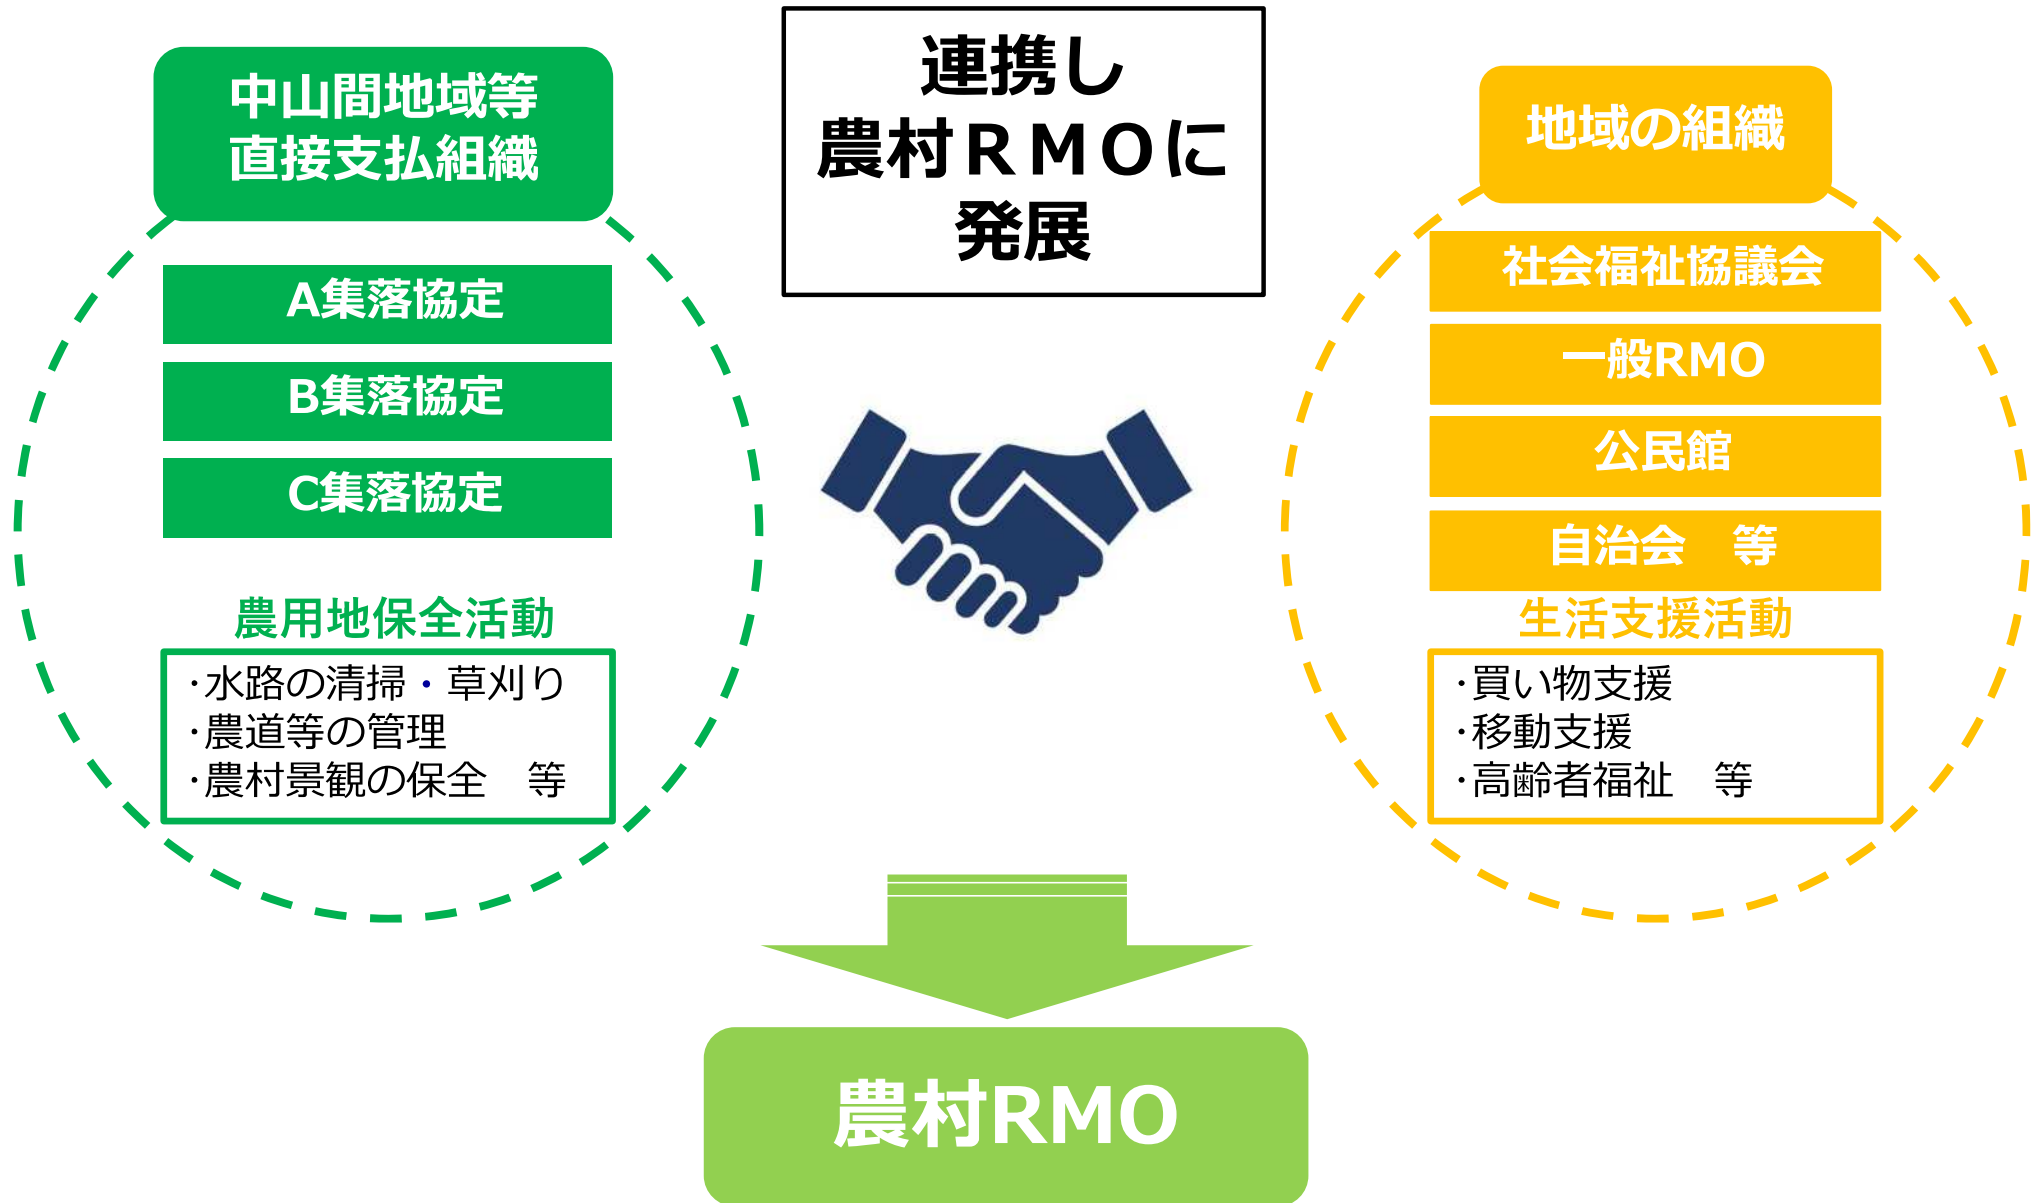 中山間地域等
直接支払組織
A集落協定
B集落協定
C集落協定
農用地保全活動
・水路の清掃・草刈り
・農道等の管理
・農村景観の保全　等
連携し
農村ＲＭＯに
発展
地域の組織
社会福祉協議会
一般RMO
公民館
自治会　等
生活支援活動
・買い物支援
・移動支援
・高齢者福祉　等
農村RMO